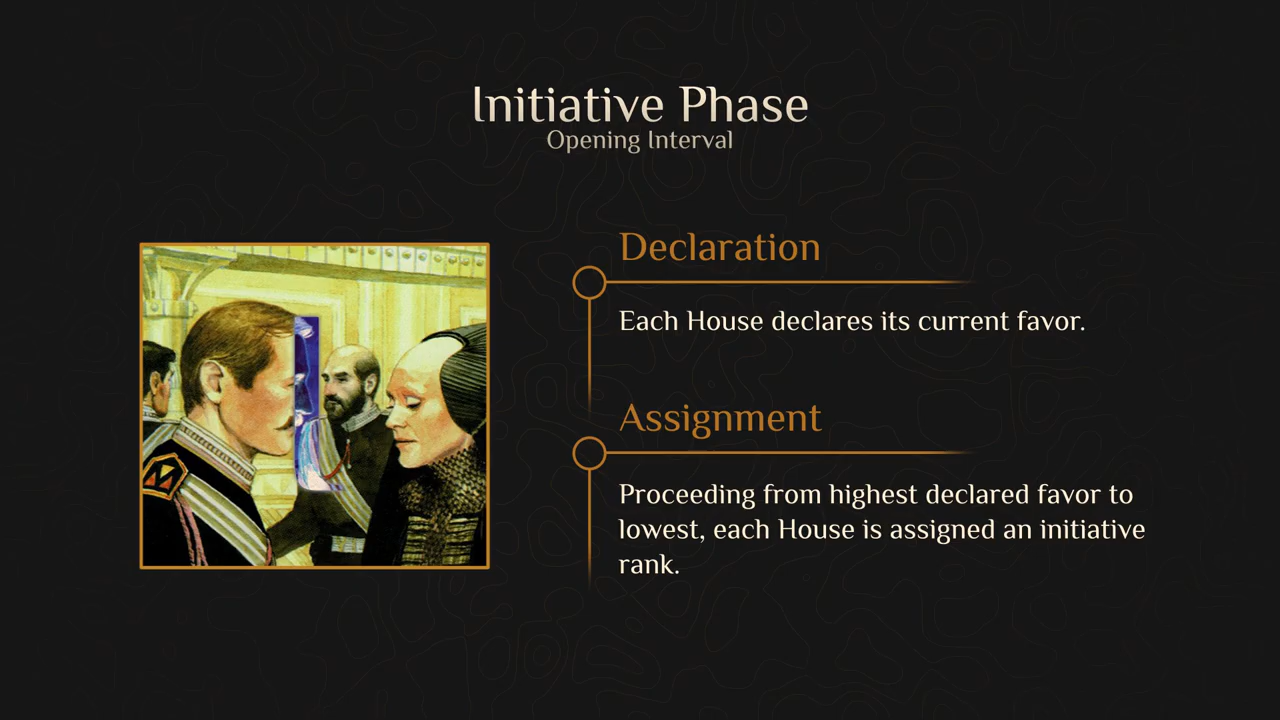 Initiative Phase
Opening Interval
Declaration
Each House declares its current favor.
Assignment
Proceeding from highest declared favor to
lowest, each House is assigned an initiative
rank.